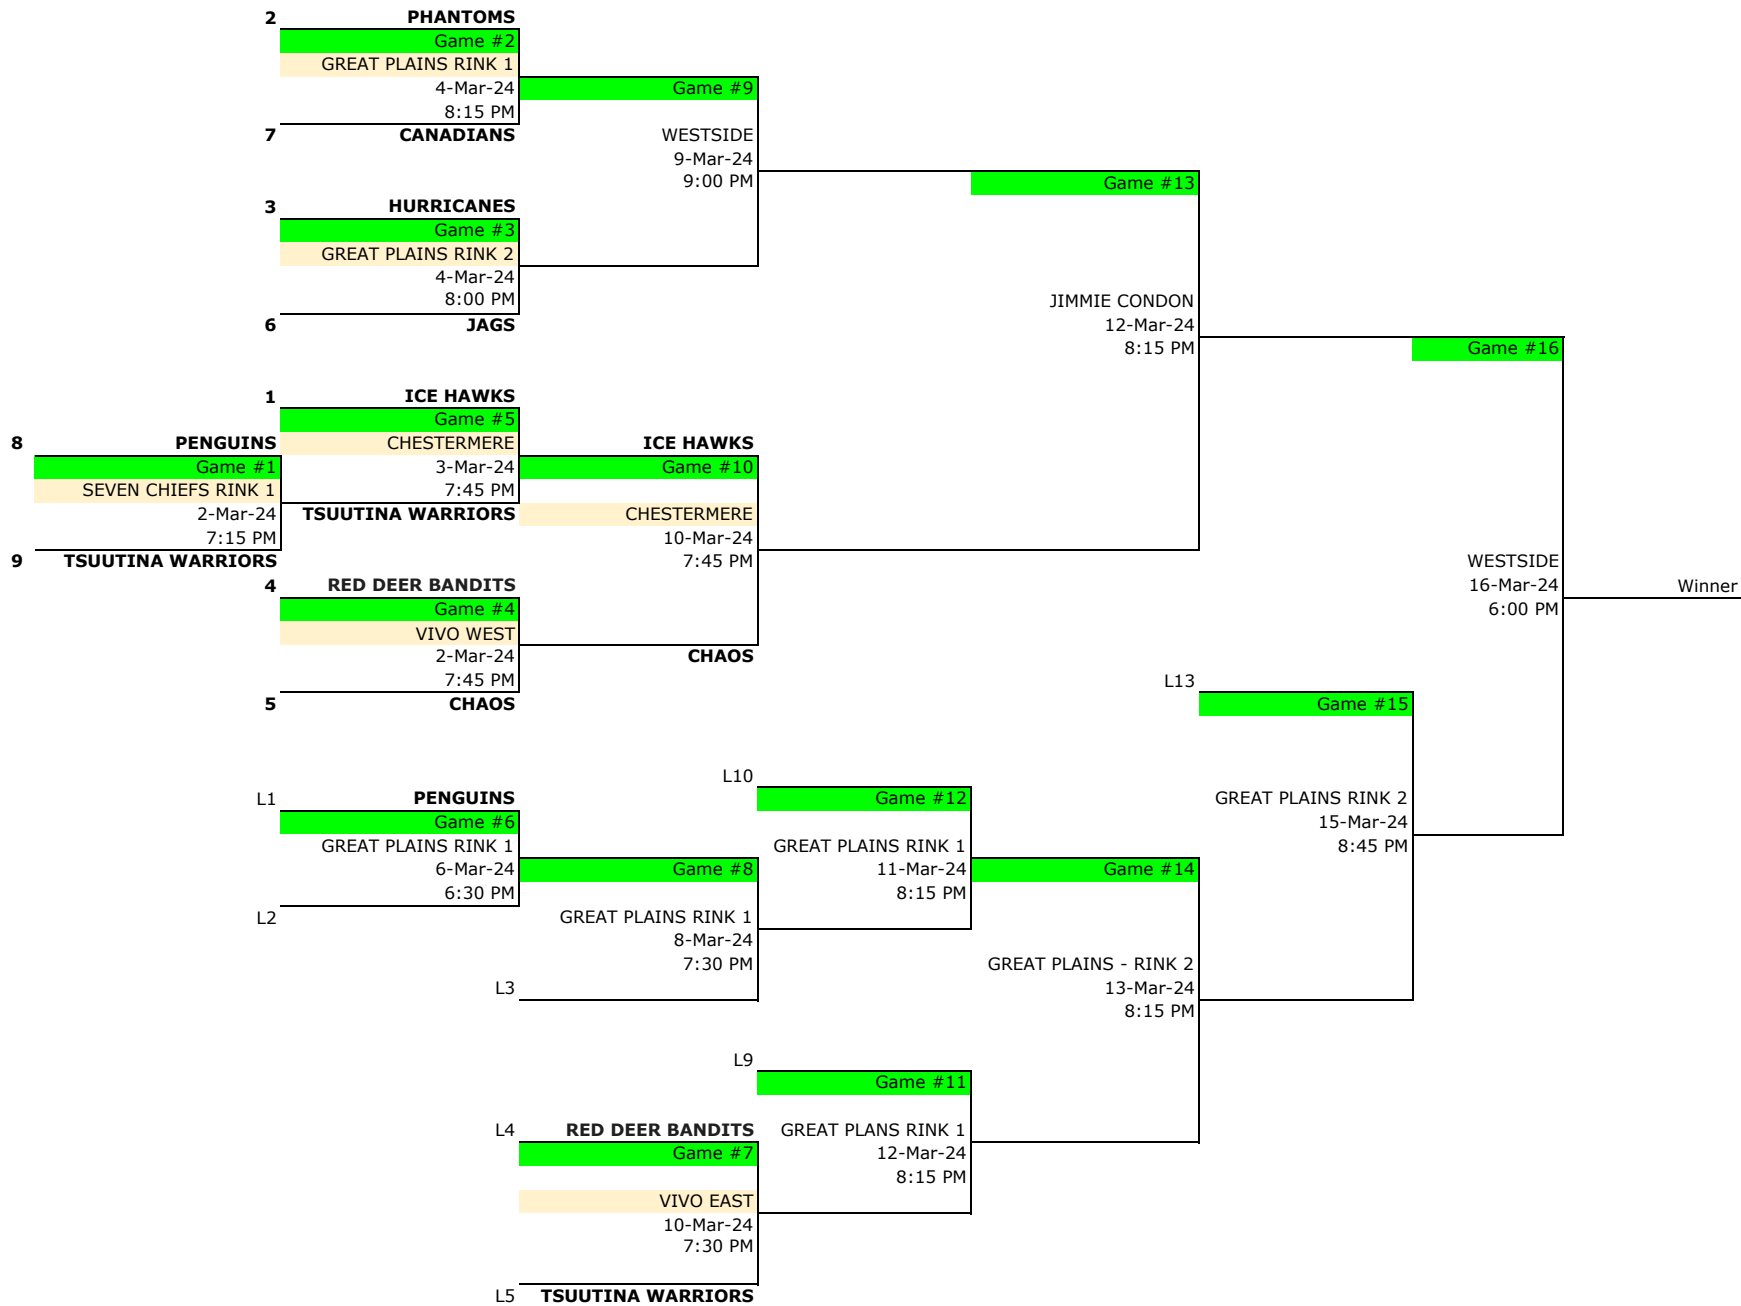 2 PHANTOMS
Game #2
GREAT PLAINS RINK 1
4-Mar-24
8:15 PM
7 CANADIANS
Game #9
WESTSIDE
9-Mar-24
9:00 PM
3 HURRICANES
Game #3
GREAT PLAINS RINK 2
4-Mar-24
8:00 PM
6 JAGS
Game #13
JIMMIE CONDON
12-Mar-24
8:15 PM
Game #16
WESTSIDE
16-Mar-24
6:00 PM
Winner
1 ICE HAWKS
Game #5
CHESTERMERE
3-Mar-24
7:45 PM
TSUUTINA WARRIORS
8 PENGUINS
Game #1
SEVEN CHIEFS RINK 1
2-Mar-24
7:15 PM
9 TSUUTINA WARRIORS
ICE HAWKS
Game #10
CHESTERMERE
10-Mar-24
7:45 PM
CHAOS
4 RED DEER BANDITS
Game #4
VIVO WEST
2-Mar-24
7:45 PM
5 CHAOS
L13
Game #15
GREAT PLAINS RINK 2
15-Mar-24
8:45 PM
L10
Game #12
GREAT PLAINS RINK 1
11-Mar-24
8:15 PM
L1 PENGUINS
Game #6
GREAT PLAINS RINK 1
6-Mar-24
6:30 PM
L2
Game #8
GREAT PLAINS RINK 1
8-Mar-24
7:30 PM
L3
Game #14
GREAT PLAINS - RINK 2
13-Mar-24
8:15 PM
L9
Game #11
GREAT PLANS RINK 1
12-Mar-24
8:15 PM
L4 RED DEER BANDITS
Game #7
VIVO EAST
10-Mar-24
7:30 PM
L5 TSUUTINA WARRIORS